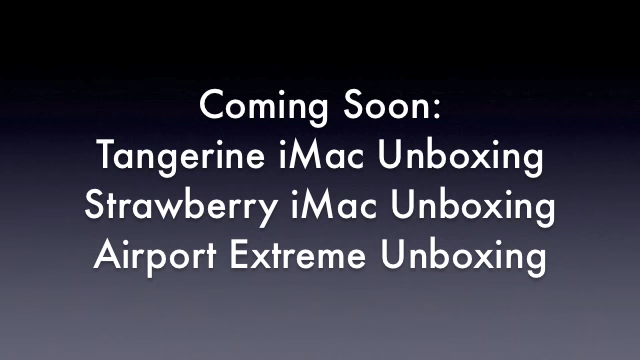 Coming Soon:
Tangerine iMac Unboxing
Strawberry iMac Unboxing
Airport Extreme Unboxing